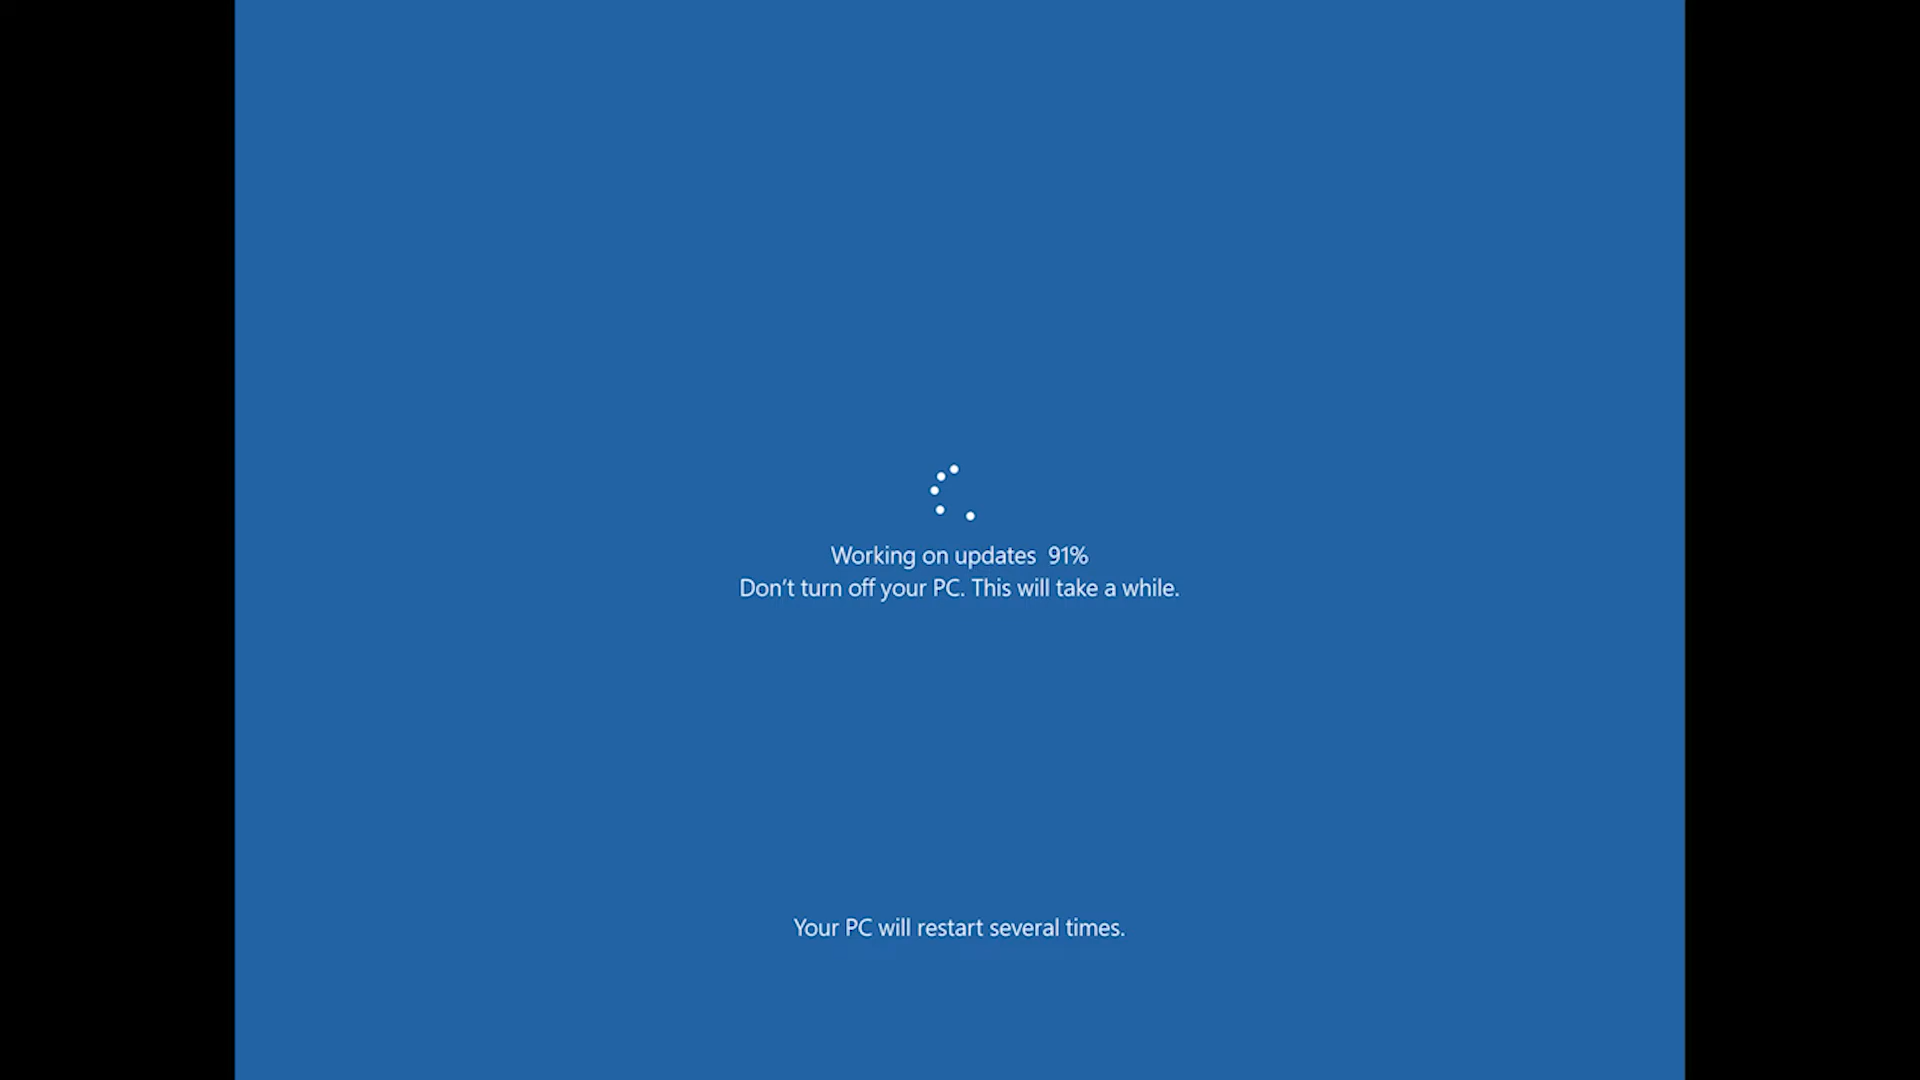 Working on updates  91%
Don’t turn off your PC. This will take a while.
Your PC will restart several times.